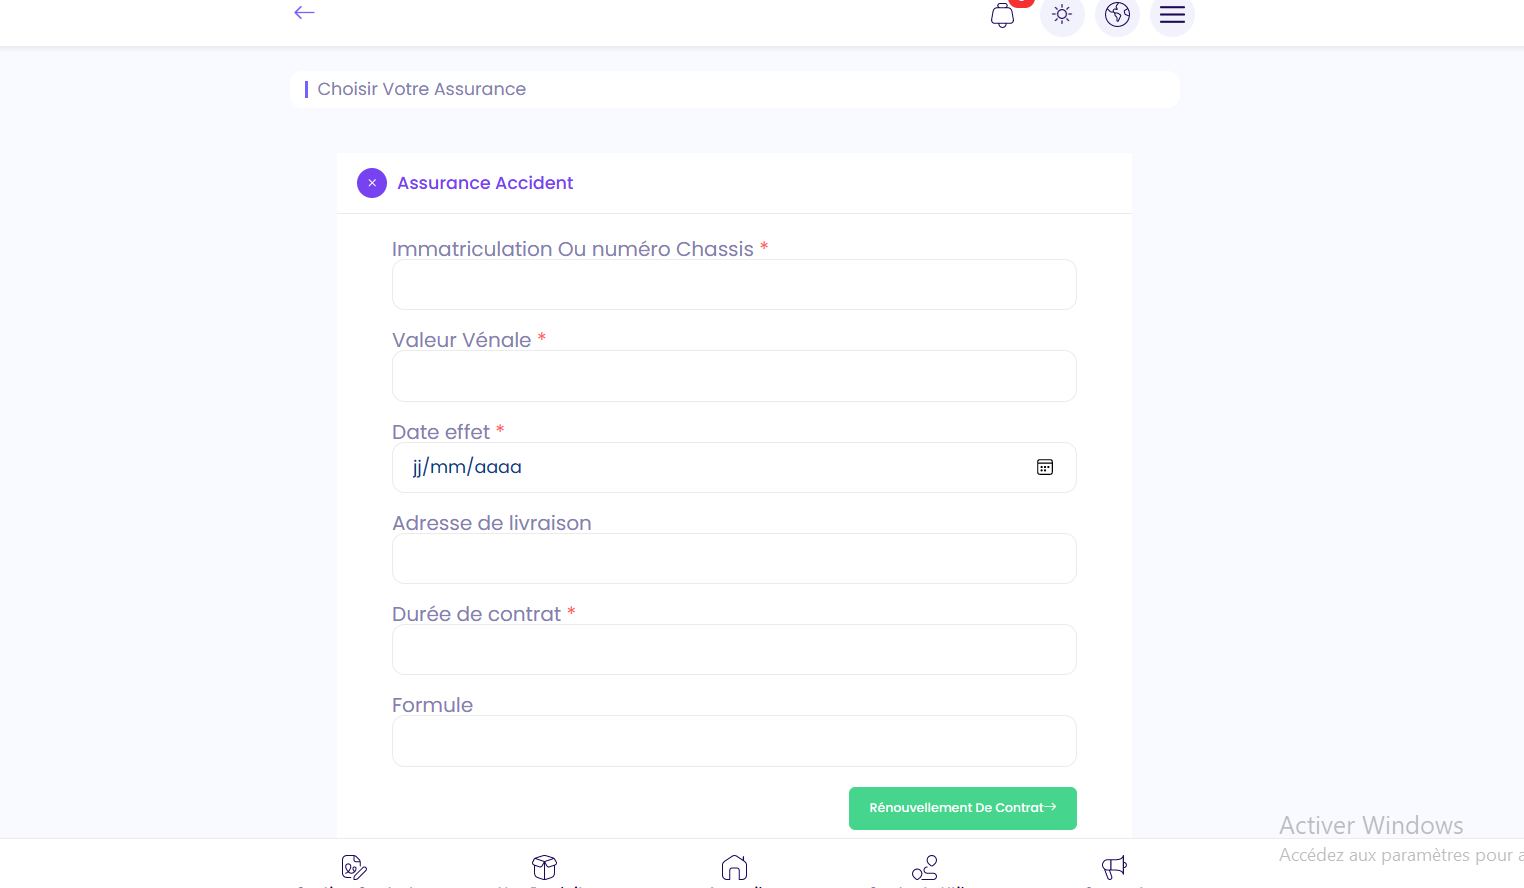 Choisir Votre Assurance
Assurance Accident
Immatriculation Ou numéro Chassis *
Valeur Vénale *
Date effet *
jj/mm/aaaa
Adresse de livraison
Durée de contrat *
Formule
Rénouvellement De Contrat
Activer Windows
Accédez aux paramètres pour